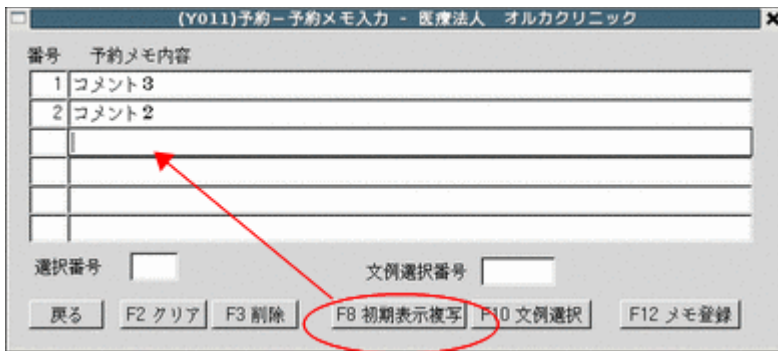 (Y011)予約－予約メモ入力 - 医療法人　オルカクリニック
番号　予約メモ内容
1 コメント３
2 コメント２
選択番号　文例選択番号
戻る　F2 クリア　F3 削除　F8 初期表示複写　F10 文例選択　F12 メモ登録